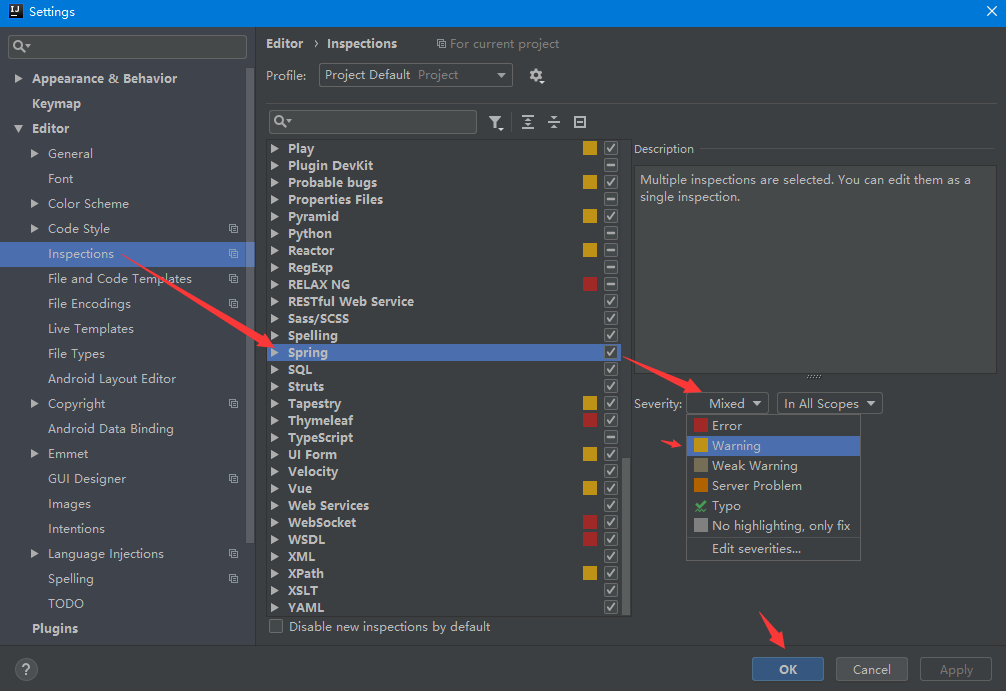 Settings
Editor › Inspections
For current project
Profile: Project Default Project
Appearance & Behavior
Keymap
Editor
General
Font
Color Scheme
Code Style
Inspections
File and Code Templates
File Encodings
Live Templates
File Types
Android Layout Editor
Copyright
Android Data Binding
Emmet
GUI Designer
Images
Intentions
Language Injections
Spelling
TODO
Plugins
Play
Plugin DevKit
Probable bugs
Properties Files
Pyramid
Python
Reactor
RegExp
RELAX NG
RESTful Web Service
Sass/SCSS
Spelling
Spring
SQL
Struts
Tapestry
Thymeleaf
TypeScript
UI Form
Velocity
Vue
Web Services
WebSocket
WSDL
XML
XPath
XSLT
YAML
Disable new inspections by default
Description
Multiple inspections are selected. You can edit them as a
single inspection.
Severity: Mixed In All Scopes
Error
Warning
Weak Warning
Server Problem
Typo
No highlighting, only fix
Edit severities...
?
OK
Cancel
Apply